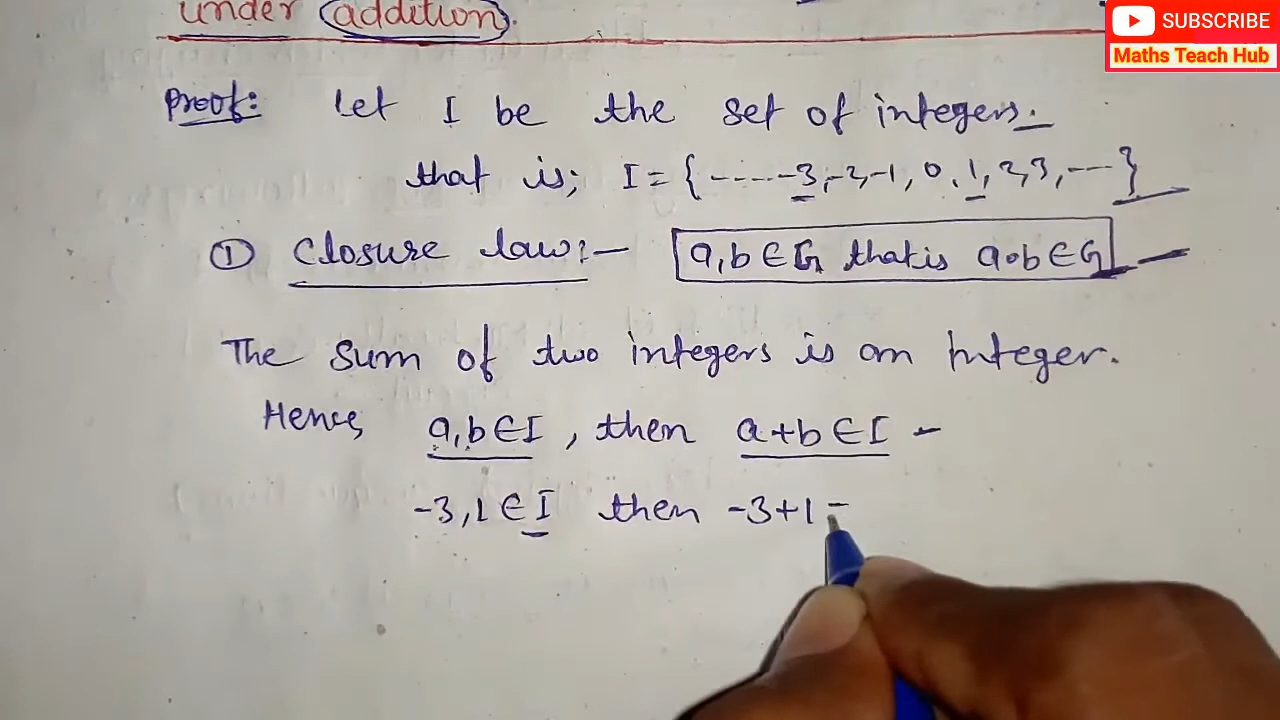 under addition.
SUBSCRIBE
Maths Teach Hub
Proof: Let I be the set of integers.
that is; I = { ------3,-2,-1, 0, 1, 2, 3, ---- }
① Closure law:- a,b∈G that is a∘b∈G
The sum of two integers is an integer.
Hence, a,b∈I, then a+b∈I -
-3,1∈I then -3+1=